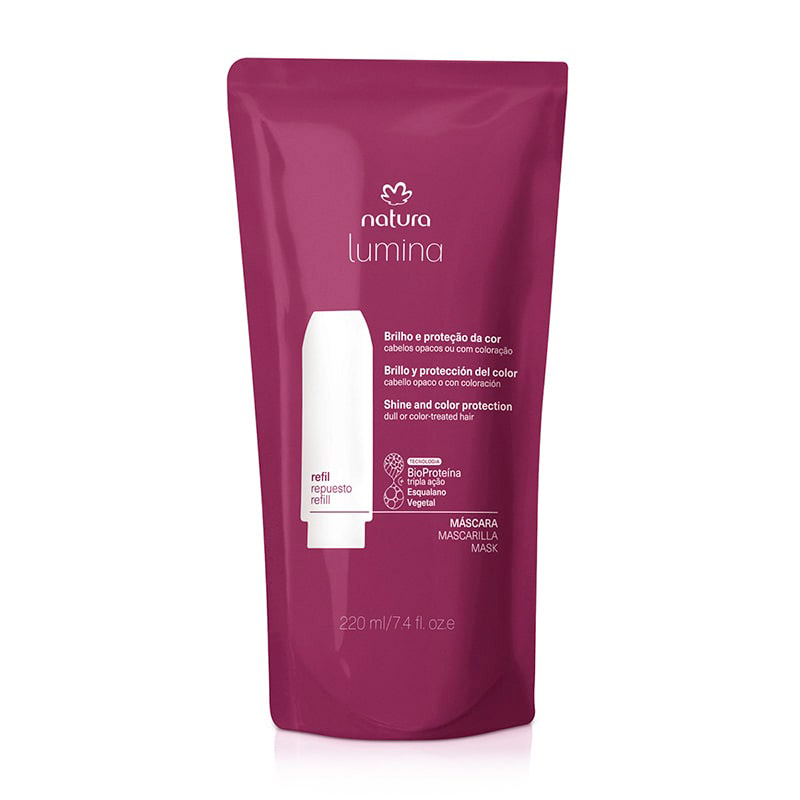 natura
lumina
Brilho e proteção da cor
cabelos opacos ou com coloração
Brillo y protección del color
cabello opaco o con coloración
Shine and color protection
dull or color-treated hair
refil
repuesto
refill
TECNOLOGIA
BioProteína
tripla ação
Esqualano
Vegetal
MÁSCARA
MASCARILLA
MASK
220 ml/7.4 fl. oz.e